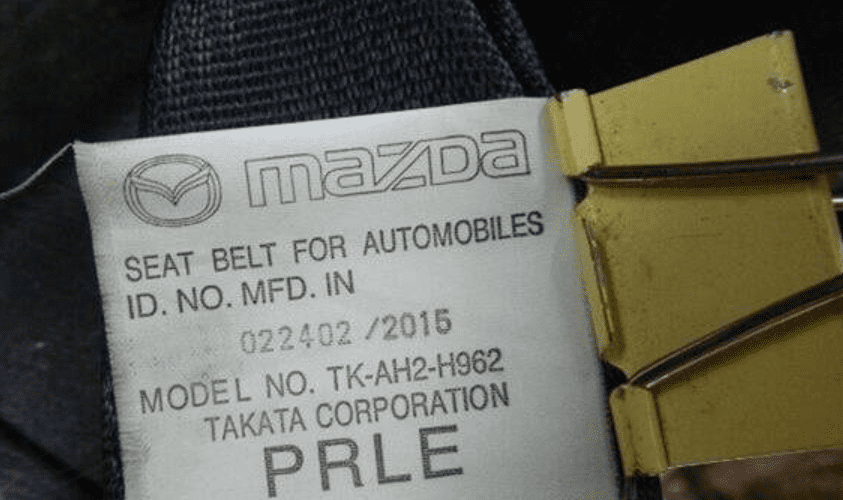 mazDa
SEAT BELT FOR AUTOMOBILES
ID. NO. MFD. IN
022402 /2015
MODEL NO. TK-AH2-H962
TAKATA CORPORATION
PRLE